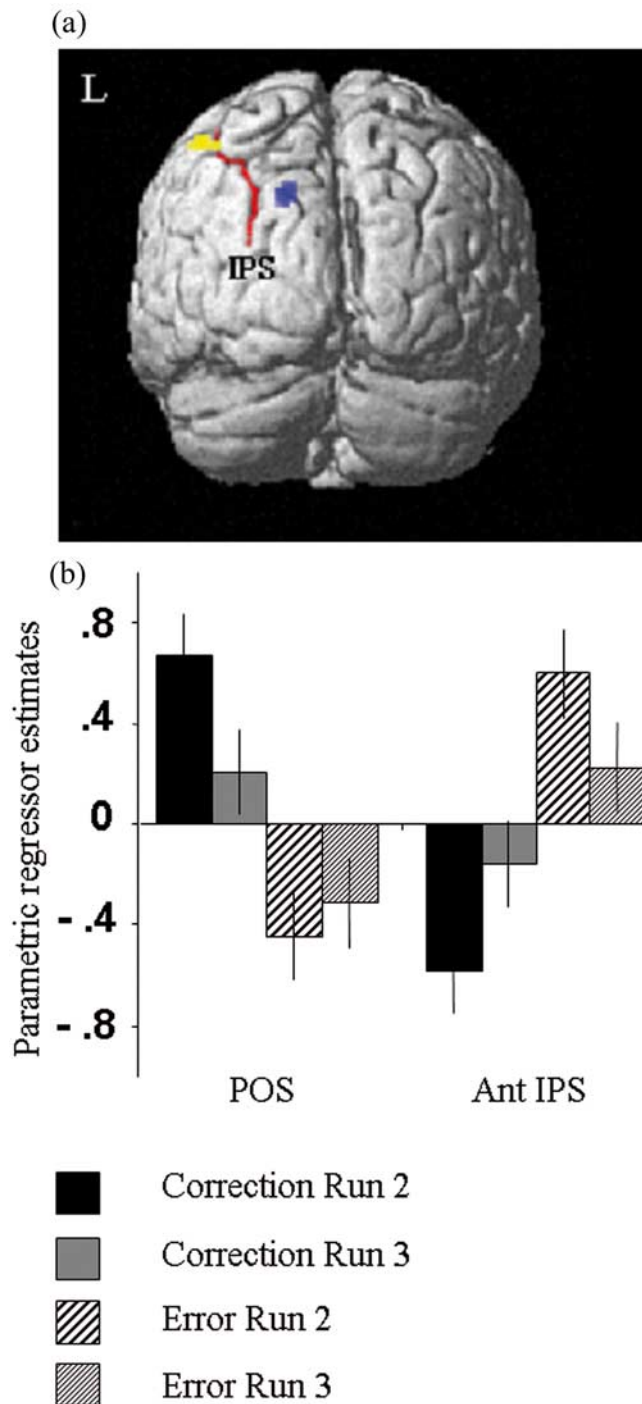 (a)
L
IPS
(b)
Parametric regressor estimates
.8
.4
0
- .4
- .8
POS Ant IPS
Correction Run 2
Correction Run 3
Error Run 2
Error Run 3